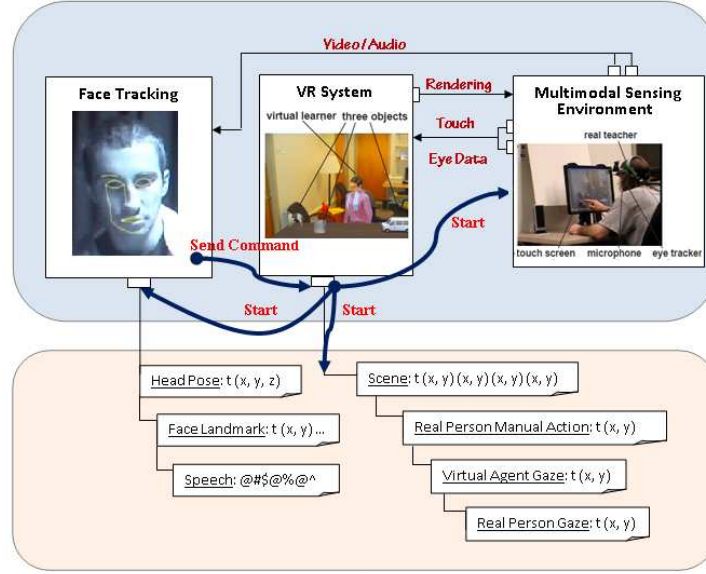 Video/Audio
Face Tracking
VR System
virtual learner
three objects
Rendering
Touch
Eye Data
Multimodal Sensing
Environment
real teacher
touch screen
microphone
eye tracker
Send Command
Start
Start
Start
Head Pose: t (x, y, z)
Face Landmark: t (x, y) ...
Speech: @#$@%@^
Scene: t (x, y) (x, y) (x, y) (x, y)
Real Person Manual Action: t (x, y)
Virtual Agent Gaze: t (x, y)
Real Person Gaze: t (x, y)